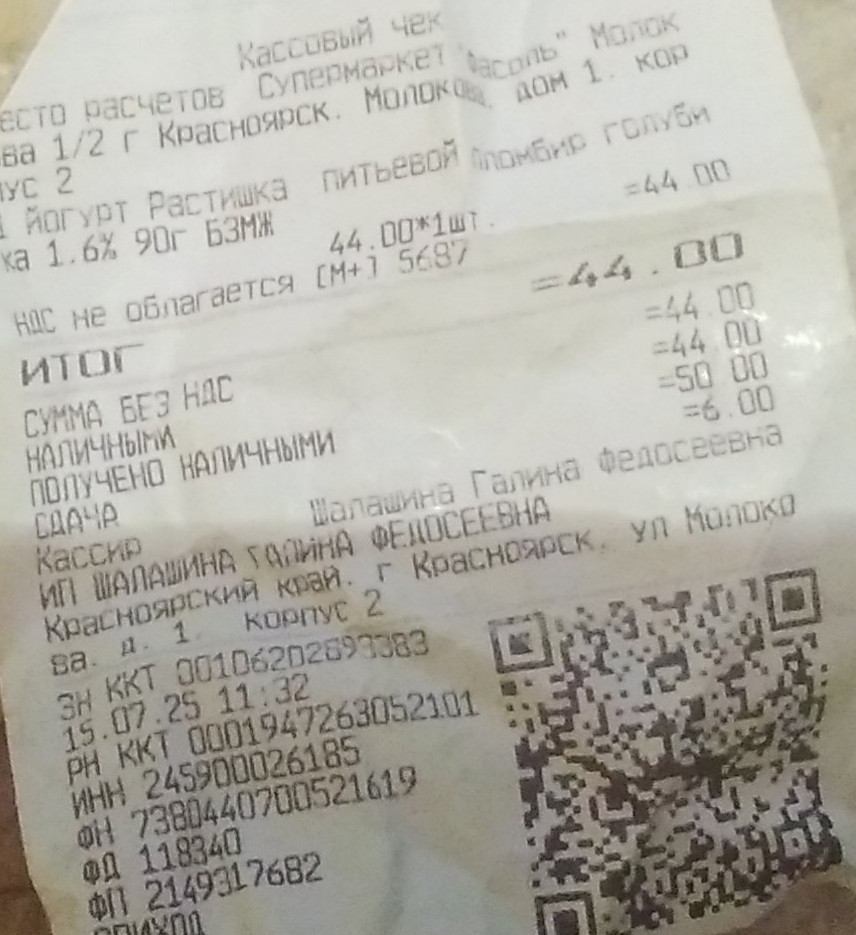 Кассовый чек
есто расчетов Супермаркет "Фасоль" Молок
ва 1/2 г Красноярск. Молокова, дом 1. кор
пус 2
Йогурт Растишка питьевой пломбир голуби
ка 1.6% 90г БЗМЖ
44.00*1шт. =44.00
НДС не облагается [М+] 5687
ИТОГ =44.00
СУММА БЕЗ НДС =44.00
НАЛИЧНЫМИ =44.00
ПОЛУЧЕНО НАЛИЧНЫМИ =50.00
СДАЧА =6.00
Кассир Шалашина Галина Федосеевна
ИП ШАЛАШИНА ГАЛИНА ФЕДОСЕЕВНА
Красноярский край. г Красноярск. ул Молоко
ва. д. 1. корпус 2
ЗН ККТ 00106202893383
15.07.25 11:32
РН ККТ 0001947263052101
ИНН 245900026185
ФН 7380440700521619
ФД 118340
ФП 2149317682
ПРИХОД